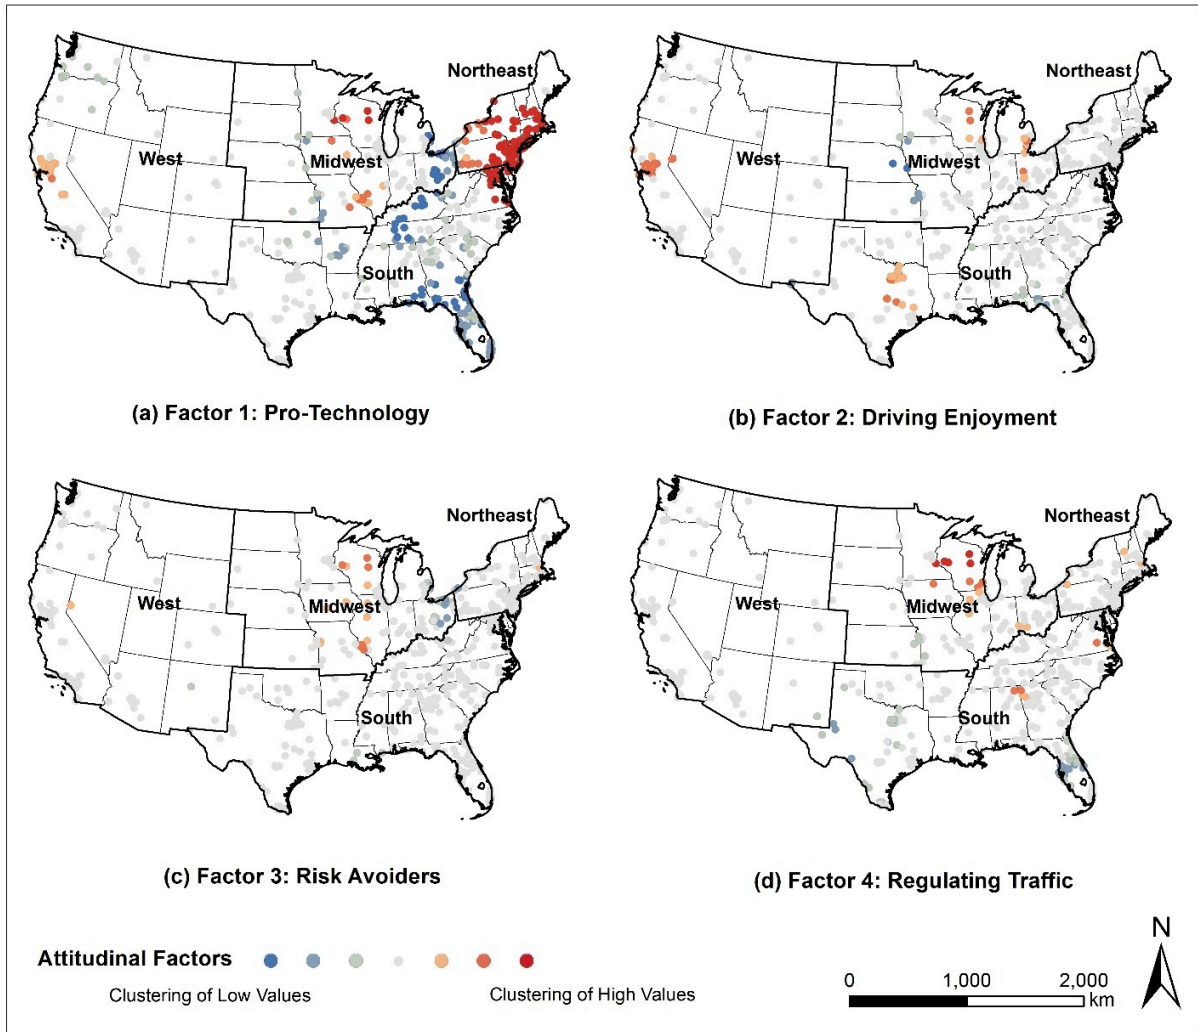 Northeast
West
Midwest
South
(a) Factor 1: Pro-Technology
Northeast
West
Midwest
South
(b) Factor 2: Driving Enjoyment
Northeast
West
Midwest
South
(c) Factor 3: Risk Avoiders
Northeast
West
Midwest
South
(d) Factor 4: Regulating Traffic
Attitudinal Factors
Clustering of Low Values
Clustering of High Values
0 1,000 2,000
km
N